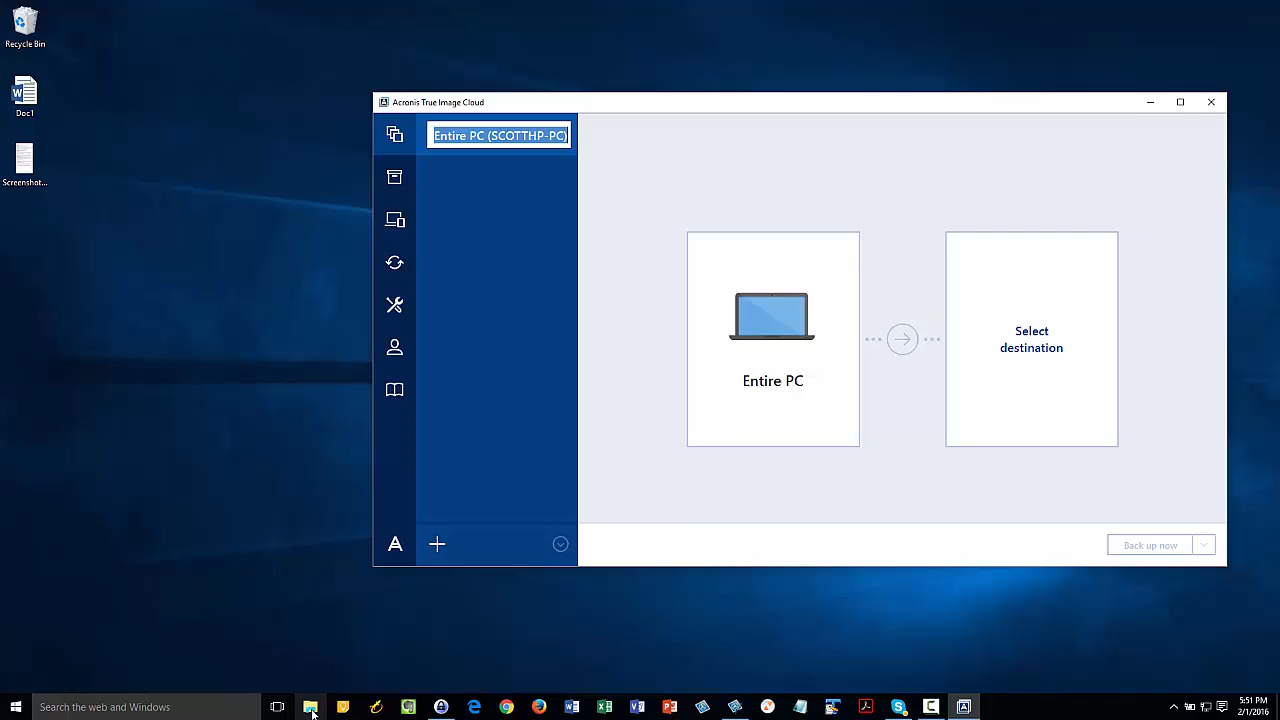 Recycle Bin
Doc1
Screenshot...
Acronis True Image Cloud
Entire PC (SCOTTHP-PC)
Entire PC
Select
destination
Back up now
Search the web and Windows
5:51 PM
2/1/2016